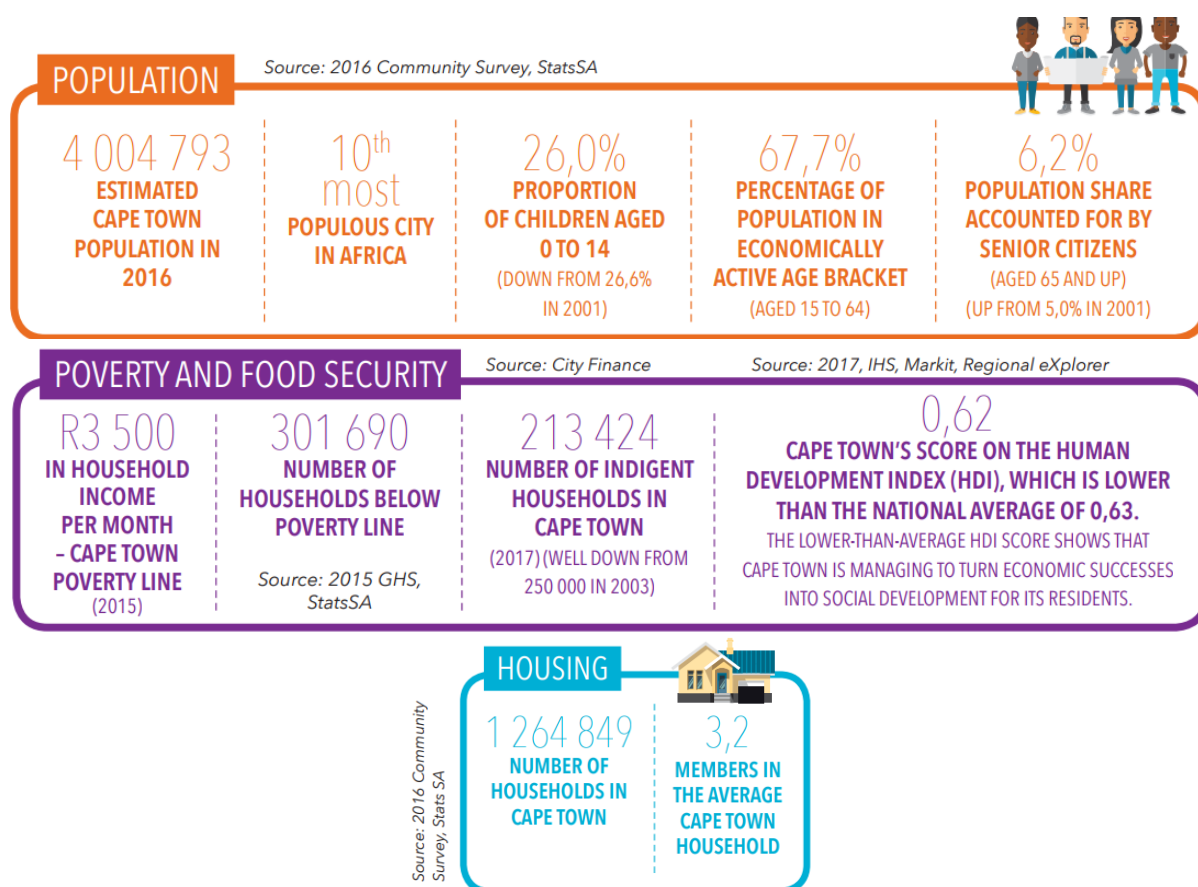 POPULATION
Source: 2016 Community Survey, StatsSA
4 004 793
ESTIMATED
CAPE TOWN
POPULATION IN
2016
10th
most
POPULOUS CITY
IN AFRICA
26,0%
PROPORTION
OF CHILDREN AGED
0 TO 14
(DOWN FROM 26,6%
IN 2001)
67,7%
PERCENTAGE OF
POPULATION IN
ECONOMICALLY
ACTIVE AGE BRACKET
(AGED 15 TO 64)
6,2%
POPULATION SHARE
ACCOUNTED FOR BY
SENIOR CITIZENS
(AGED 65 AND UP)
(UP FROM 5,0% IN 2001)
POVERTY AND FOOD SECURITY
Source: City Finance
Source: 2017, IHS, Markit, Regional eXplorer
R3 500
IN HOUSEHOLD
INCOME
PER MONTH
– CAPE TOWN
POVERTY LINE
(2015)
301 690
NUMBER OF
HOUSEHOLDS BELOW
POVERTY LINE
Source: 2015 GHS,
StatsSA
213 424
NUMBER OF INDIGENT
HOUSEHOLDS IN
CAPE TOWN
(2017) (WELL DOWN FROM
250 000 IN 2003)
0,62
CAPE TOWN'S SCORE ON THE HUMAN
DEVELOPMENT INDEX (HDI), WHICH IS LOWER
THAN THE NATIONAL AVERAGE OF 0,63.
THE LOWER-THAN-AVERAGE HDI SCORE SHOWS THAT
CAPE TOWN IS MANAGING TO TURN ECONOMIC SUCCESSES
INTO SOCIAL DEVELOPMENT FOR ITS RESIDENTS.
HOUSING
Source: 2016 Community
Survey, Stats SA
1 264 849
NUMBER OF
HOUSEHOLDS IN
CAPE TOWN
3,2
MEMBERS IN
THE AVERAGE
CAPE TOWN
HOUSEHOLD